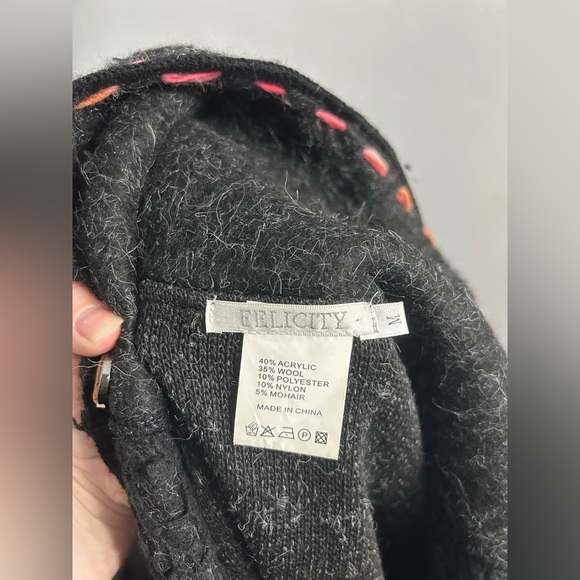 FELICITY
M
40% ACRYLIC
35% WOOL
10% POLYESTER
10% NYLON
5% MOHAIR
MADE IN CHINA
P